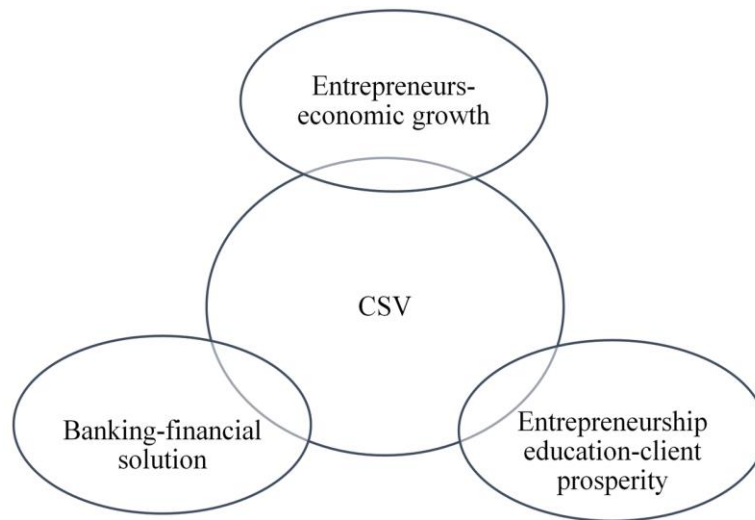 Entrepreneurs-
economic growth
CSV
Banking-financial
solution
Entrepreneurship
education-client
prosperity